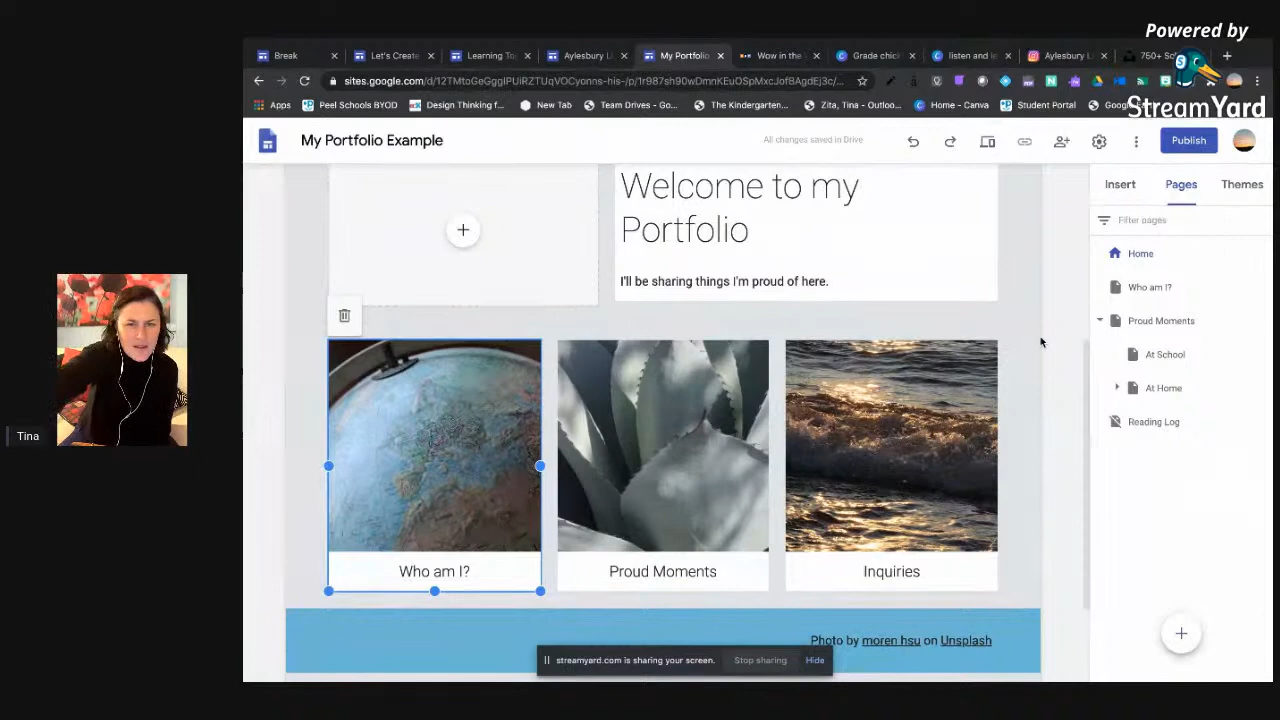 Powered by
StreamYard
Break
Let's Create
Learning To
Aylesbury Li
My Portfolio
Wow in the
Grade chick
listen and le
Aylesbury L
750+ Sc
Apps
Peel Schools BYOD
Design Thinking f...
New Tab
Team Drives - Go...
The Kindergarten...
Zita, Tina - Outloo...
Home - Canva
Student Portal
My Portfolio Example
All changes saved in Drive
Publish
Insert
Pages
Themes
Filter pages
Home
Who am I?
Proud Moments
At School
At Home
Reading Log
Welcome to my
Portfolio
I'll be sharing things I'm proud of here.
Who am I?
Proud Moments
Inquiries
Photo by moren hsu on Unsplash
streamyard.com is sharing your screen.
Stop sharing
Hide
Tina